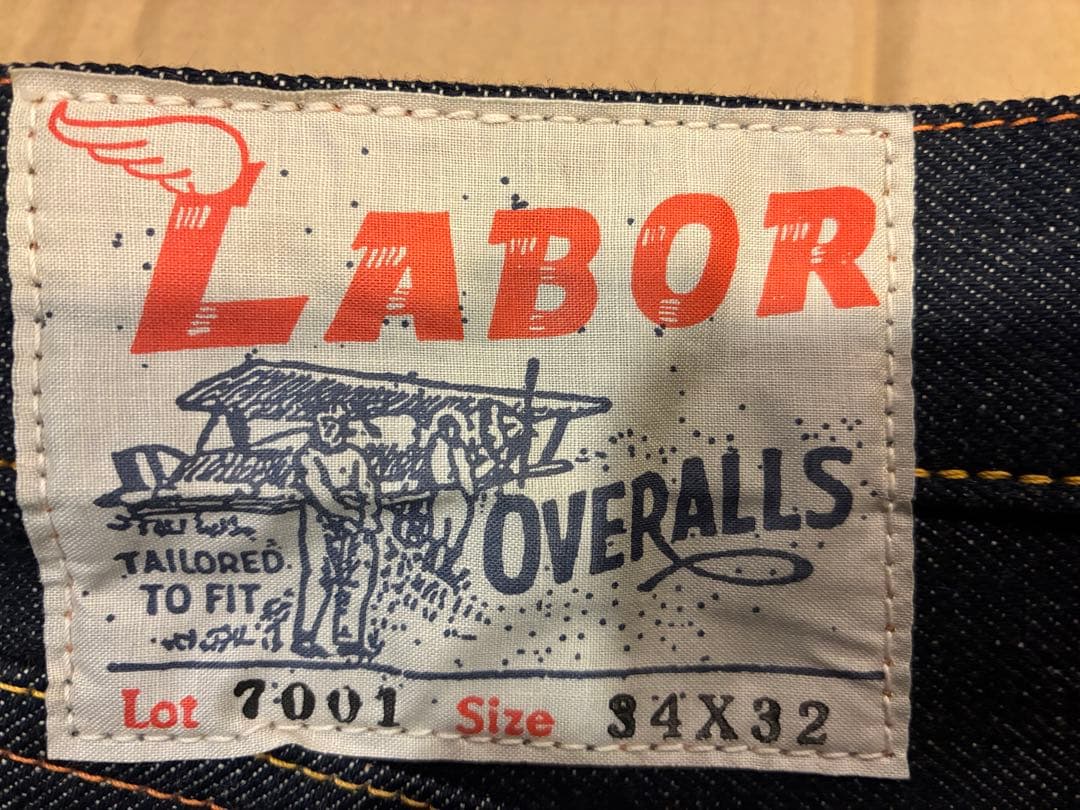 LABOR
OVERALLS
TAILORED
TO FIT
Lot 7001 Size 34X32